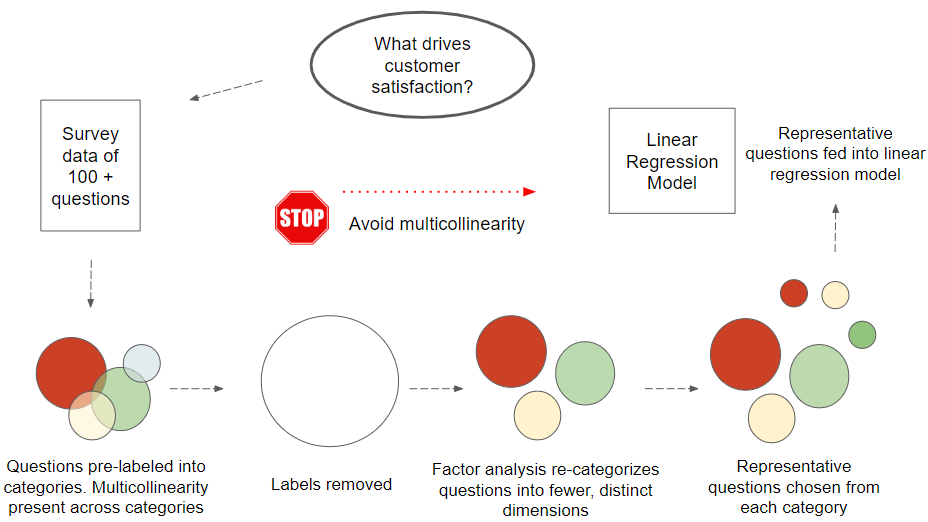 What drives
customer
satisfaction?
Survey
data of
100 +
questions
STOP
Avoid multicollinearity
Linear
Regression
Model
Representative
questions fed into linear
regression model
Questions pre-labeled into
categories. Multicollinearity
present across categories
Labels removed
Factor analysis re-categorizes
questions into fewer, distinct
dimensions
Representative
questions chosen from
each category